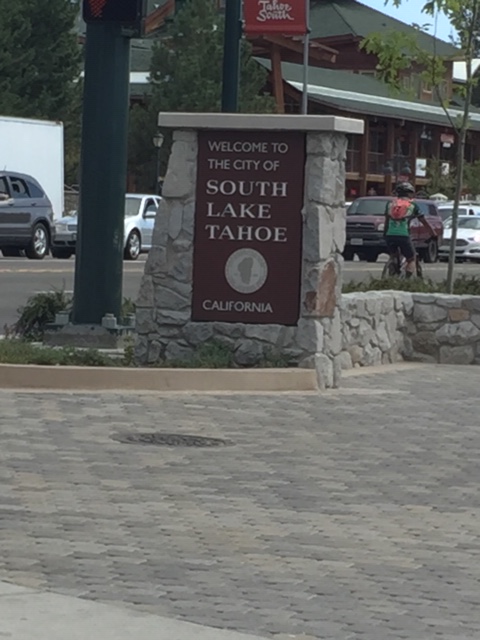 Tahoe
South
WELCOME TO
THE CITY OF
SOUTH
LAKE
TAHOE
CALIFORNIA